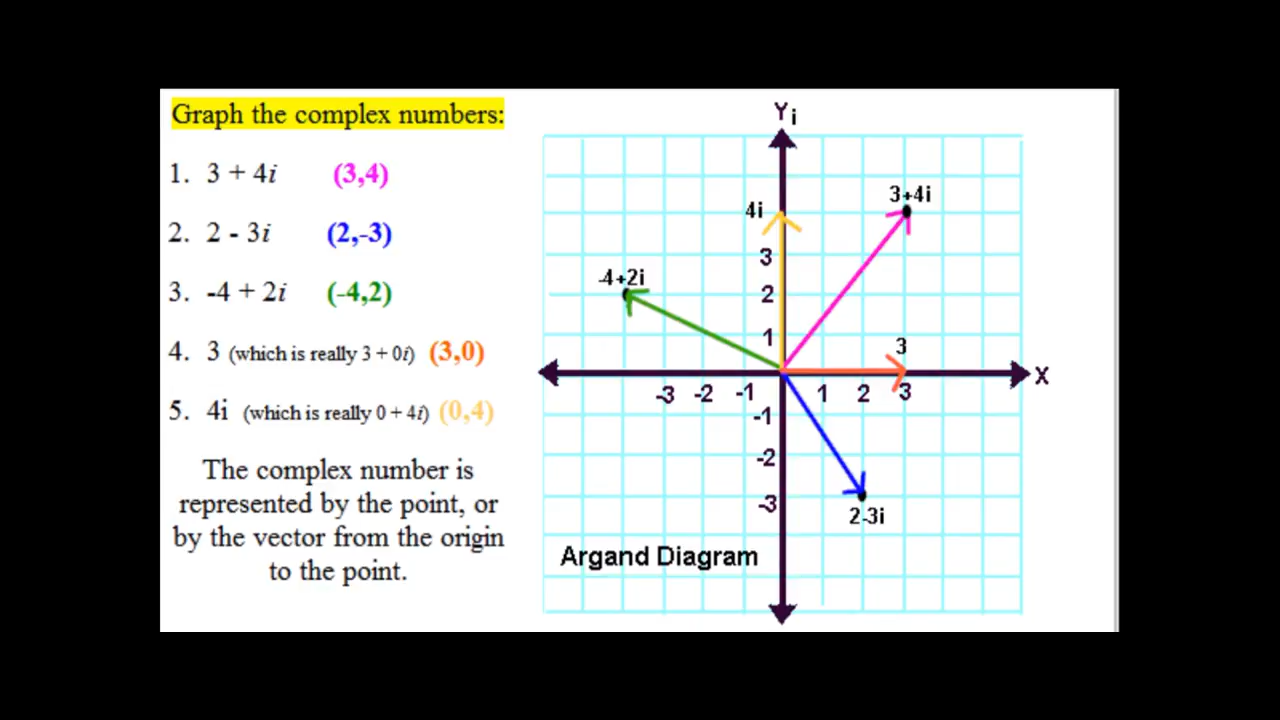 Graph the complex numbers:
1. 3 + 4i (3,4)
2. 2 - 3i (2,-3)
3. -4 + 2i (-4,2)
4. 3 (which is really 3 + 0i) (3,0)
5. 4i (which is really 0 + 4i) (0,4)
The complex number is
represented by the point, or
by the vector from the origin
to the point.
Yi
3+4i
4i
3
-4+2i
2
1
3
X
-3 -2 -1 1 2 3
-1
-2
-3
2-3i
Argand Diagram